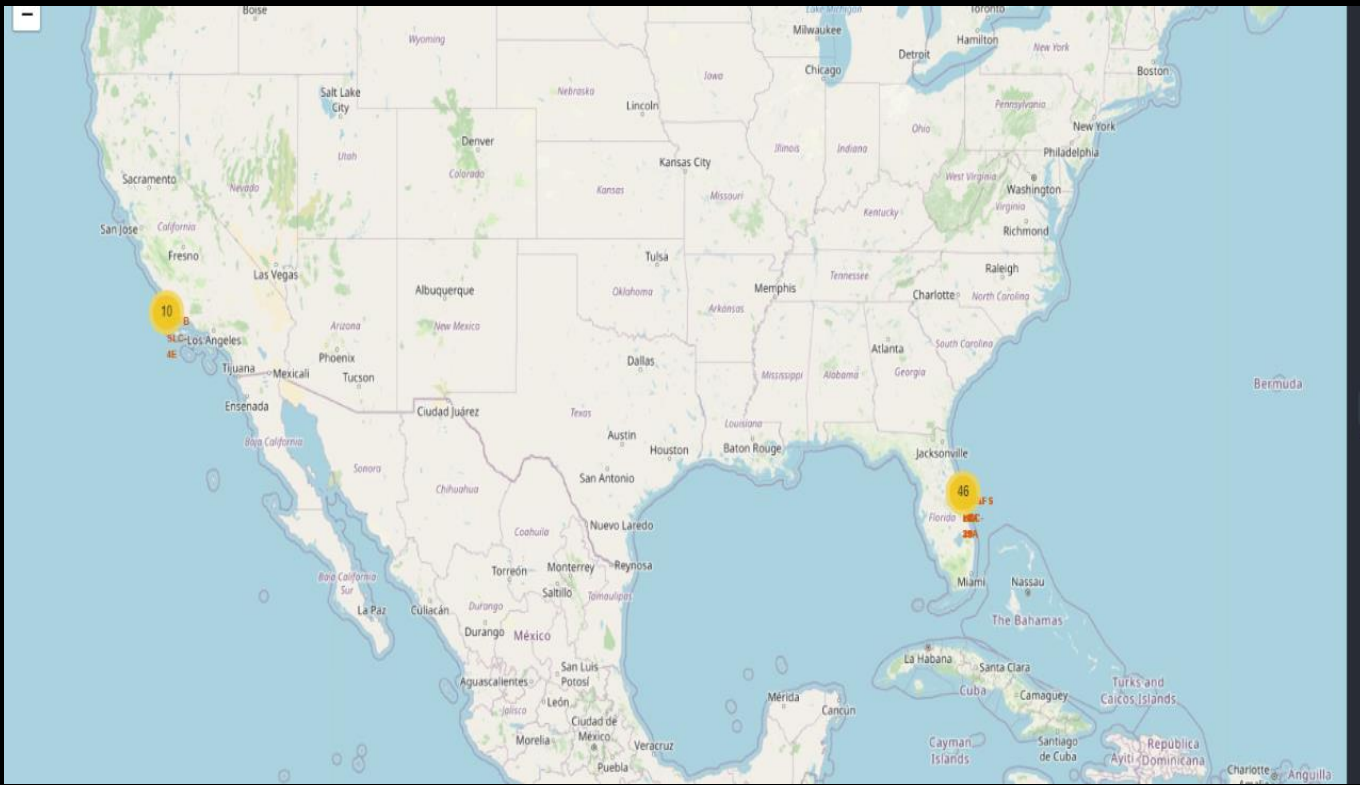 −
Boise
Lake Michigan
Toronto
Milwaukee
Hamilton
Wyoming
Detroit
New York
Chicago
Iowa
Boston
Salt Lake
City
Nebraska
Lincoln
Pennsylvania
New York
Ohio
Denver
Illinois
Indiana
Philadelphia
Utah
Kansas City
Colorado
Sacramento
Nevada
Kansas
Missouri
West Virginia
Washington
Virginia
Kentucky
San Jose
California
Richmond
Fresno
Tulsa
Las Vegas
Raleigh
Tennessee
Albuquerque
Oklahoma
Memphis
Charlotte
North Carolina
10
B
Arkansas
Arizona
New Mexico
SLC-
Los Angeles
4E
South Carolina
Atlanta
Phoenix
Dallas
Tijuana
Mexicali
Tucson
Mississippi
Alabama
Georgia
Bermuda
Ensenada
Ciudad Juárez
Texas
Louisiana
Austin
Baja California
Houston
Baton Rouge
Jacksonville
Sonora
San Antonio
Chihuahua
46
AFS
Florida
Nuevo Laredo
Coahuila
Torreón
Monterrey
Reynosa
Baja California
Sur
Saltillo
Tamaulipas
Miami
Nassau
La Paz
Culiacán
Durango
Durango
México
The Bahamas
La Habana
Santa Clara
San Luis
Potosí
Aguascalientes
Cuba
Camagüey
Turks and
Caicos Islands
Mérida
León
Jalisco
Cancún
Ciudad de
México
Morelia
Veracruz
Cayman
Islands
Santiago
de Cuba
República
Dominicana
Ayiti
Puebla
Charlotte
Anguilla